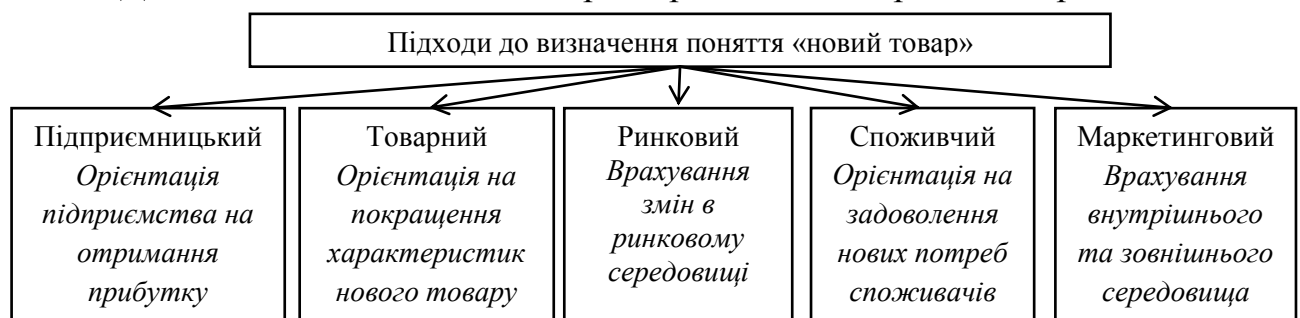 Підходи до визначення поняття «новий товар»
Підприємницький
Орієнтація
підприємства на
отримання
прибутку
Товарний
Орієнтація на
покращення
характеристик
нового товару
Ринковий
Врахування
змін в
ринковому
середовищі
Споживчий
Орієнтація на
задоволення
нових потреб
споживачів
Маркетинговий
Врахування
внутрішнього
та зовнішнього
середовища